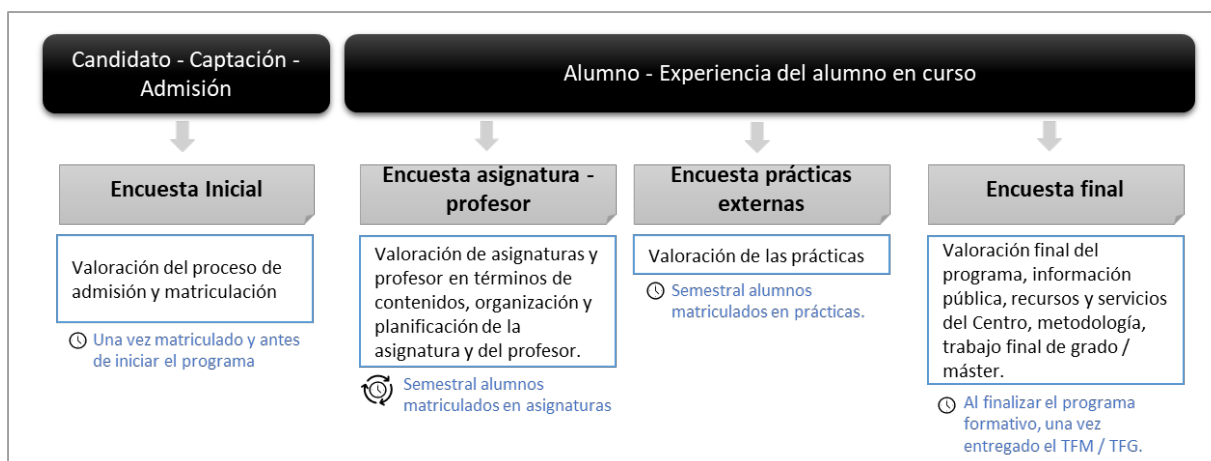 Candidato - Captación -
Admisión
Alumno - Experiencia del alumno en curso
Encuesta Inicial
Valoración del proceso de
admisión y matriculación
Una vez matriculado y antes
de iniciar el programa
Encuesta asignatura -
profesor
Valoración de asignaturas y
profesor en términos de
contenidos, organización y
planificación de la
asignatura y del profesor.
Semestral alumnos
matriculados en asignaturas
Encuesta prácticas
externas
Valoración de las prácticas
Semestral alumnos
matriculados en prácticas.
Encuesta final
Valoración final del
programa, información
pública, recursos y servicios
del Centro, metodología,
trabajo final de grado /
máster.
Al finalizar el programa
formativo, una vez
entregado el TFM / TFG.